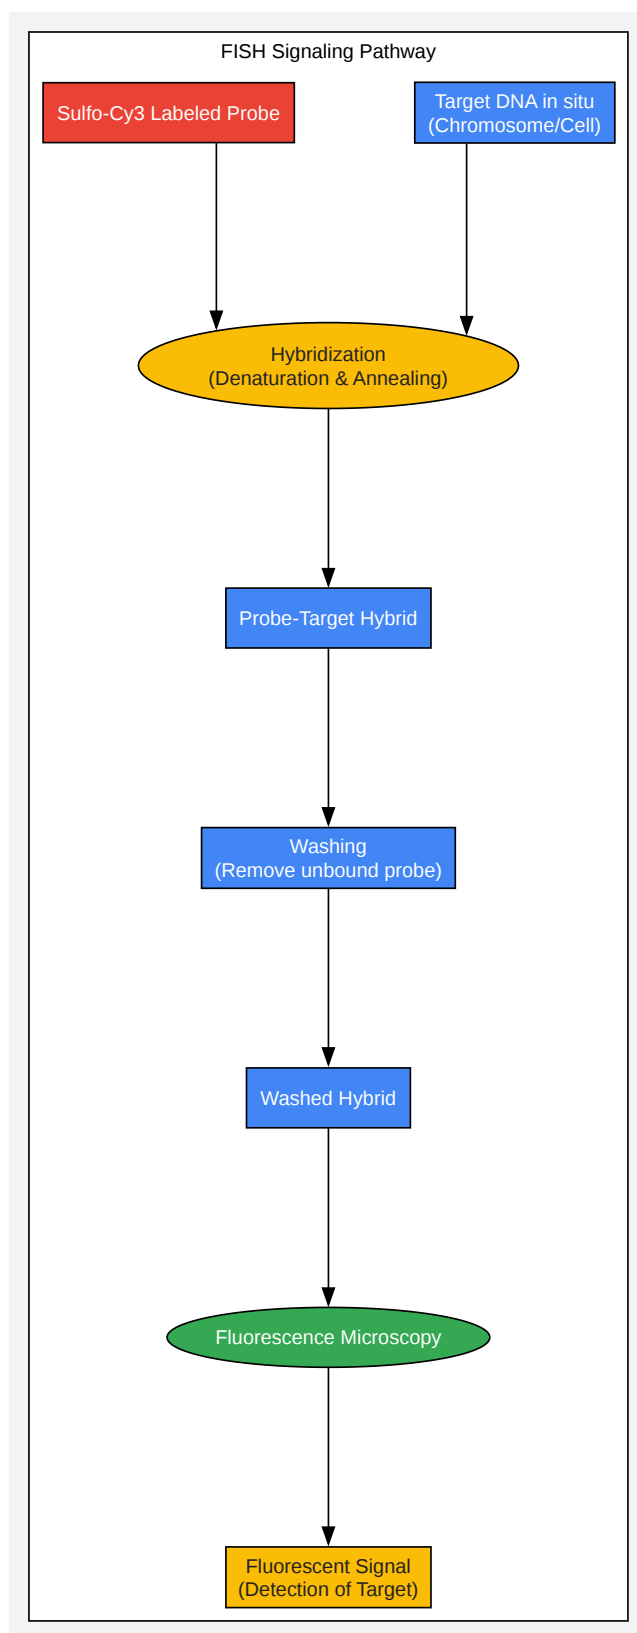 FISH Signaling Pathway
Sulfo-Cy3 Labeled Probe
Target DNA in situ
(Chromosome/Cell)
Hybridization
(Denaturation & Annealing)
Probe-Target Hybrid
Washing
(Remove unbound probe)
Washed Hybrid
Fluorescence Microscopy
Fluorescent Signal
(Detection of Target)